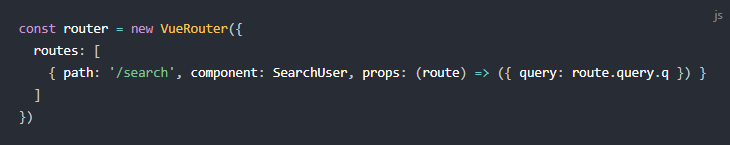 js
const router = new VueRouter({
  routes: [
    { path: '/search', component: SearchUser, props: (route) => ({ query: route.query.q }) }
  ]
})